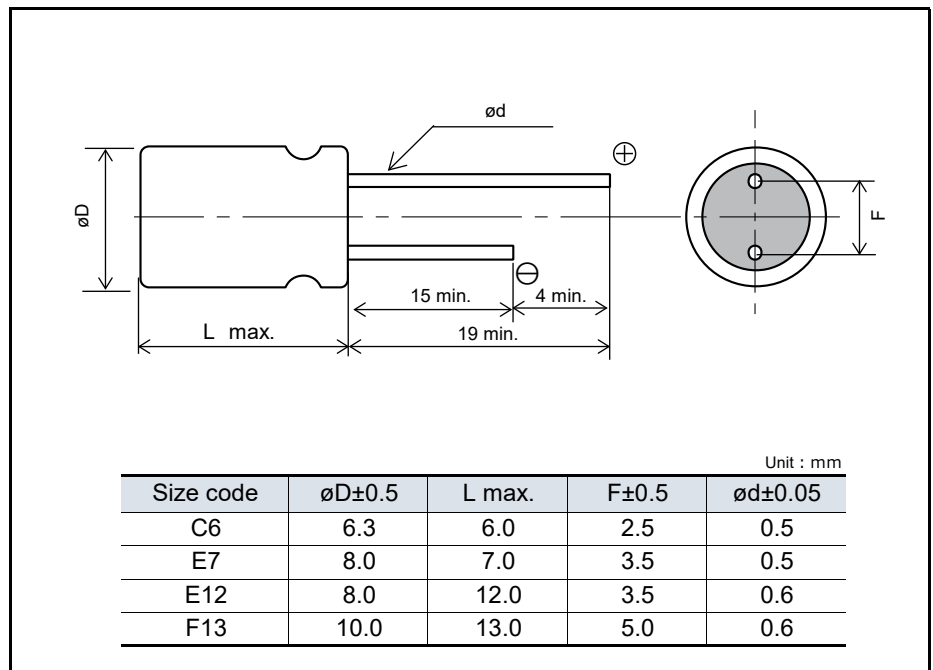 ød
⊕
øD
F
⊖
15 min.
4 min.
L max.
19 min.
Unit : mm
Size code øD±0.5 L max. F±0.5 ød±0.05
C6 6.3 6.0 2.5 0.5
E7 8.0 7.0 3.5 0.5
E12 8.0 12.0 3.5 0.6
F13 10.0 13.0 5.0 0.6